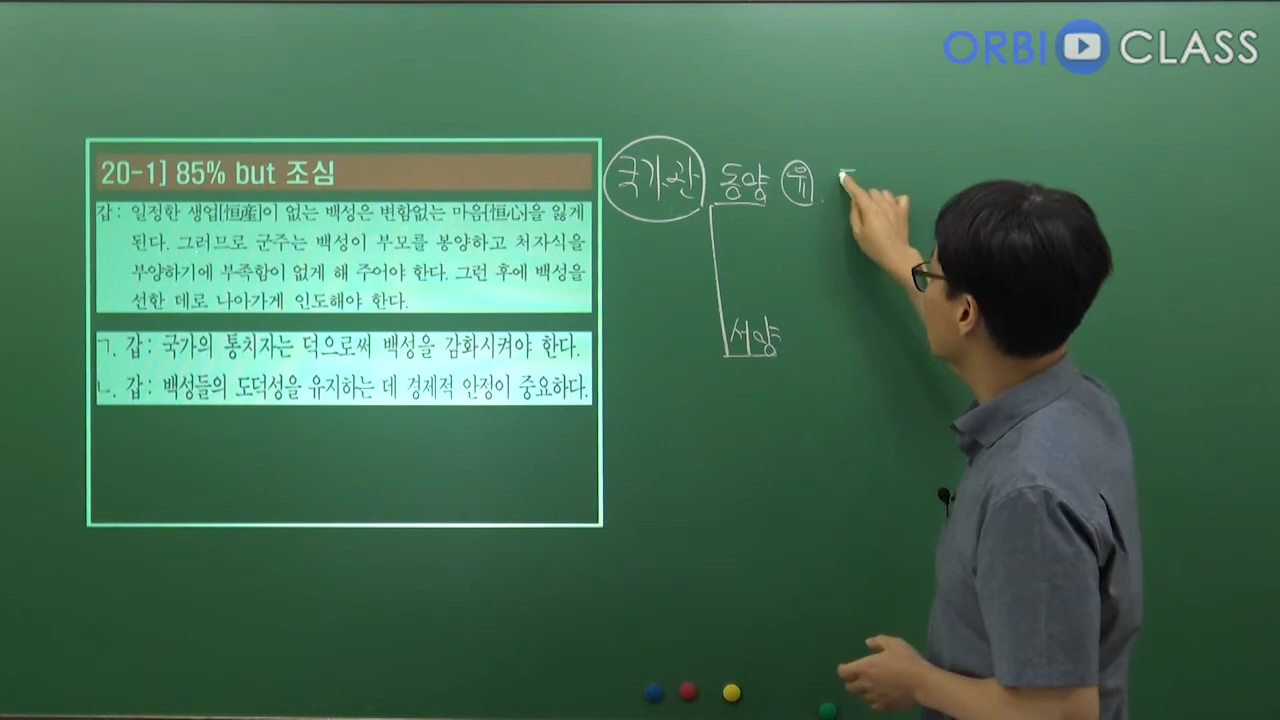 ORBI CLASS
20-1] 85% but 조심
갑 : 일정한 생업[恒産]이 없는 백성은 변함없는 마음[恒心]을 잃게
된다. 그러므로 군주는 백성이 부모를 봉양하고 처자식을
부양하기에 부족함이 없게 해 주어야 한다. 그런 후에 백성을
선한 데로 나아가게 인도해야 한다.
ㄱ. 갑 : 국가의 통치자는 덕으로써 백성을 감화시켜야 한다.
ㄴ. 갑 : 백성들의 도덕성을 유지하는 데 경제적 안정이 중요하다.
국가관 동양 유
서양